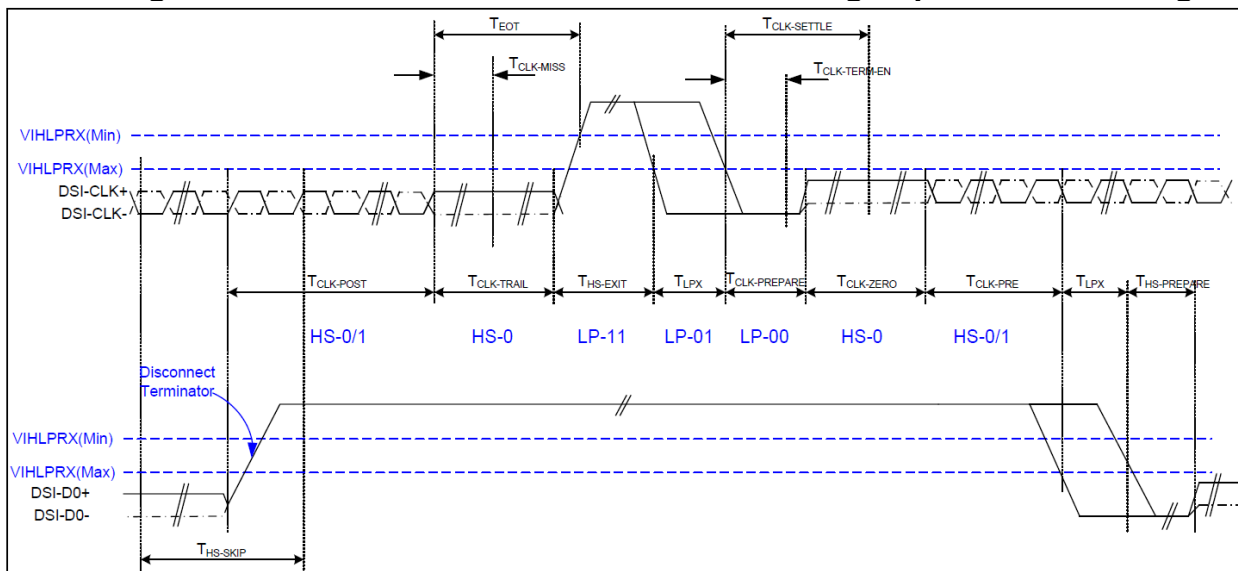 TEOT
TCLK-SETTLE
TCLK-MISS
TCLK-TERM-EN
VIHLPRX(Min)
VIHLPRX(Max)
DSI-CLK+
DSI-CLK-
TCLK-POST
TCLK-TRAIL
THS-EXIT
TLPX
TCLK-PREPARE
TCLK-ZERO
TCLK-PRE
TLPX
THS-PREPARE
HS-0/1
HS-0
LP-11
LP-01
LP-00
HS-0
HS-0/1
Disconnect
Terminator
VIHLPRX(Min)
VIHLPRX(Max)
DSI-D0+
DSI-D0-
THS-SKIP